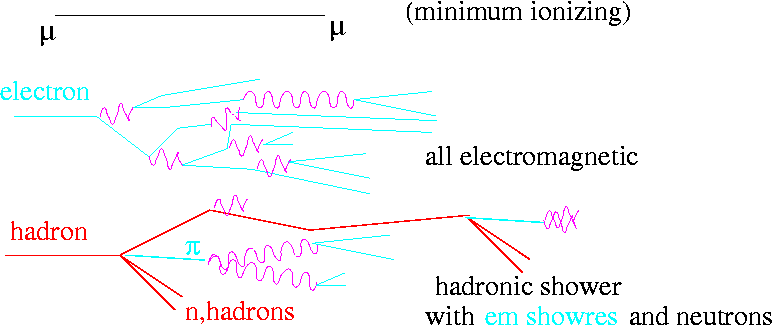 (minimum ionizing)
μ μ
electron
all electromagnetic
hadron
π
n,hadrons
hadronic shower
with em showres and neutrons